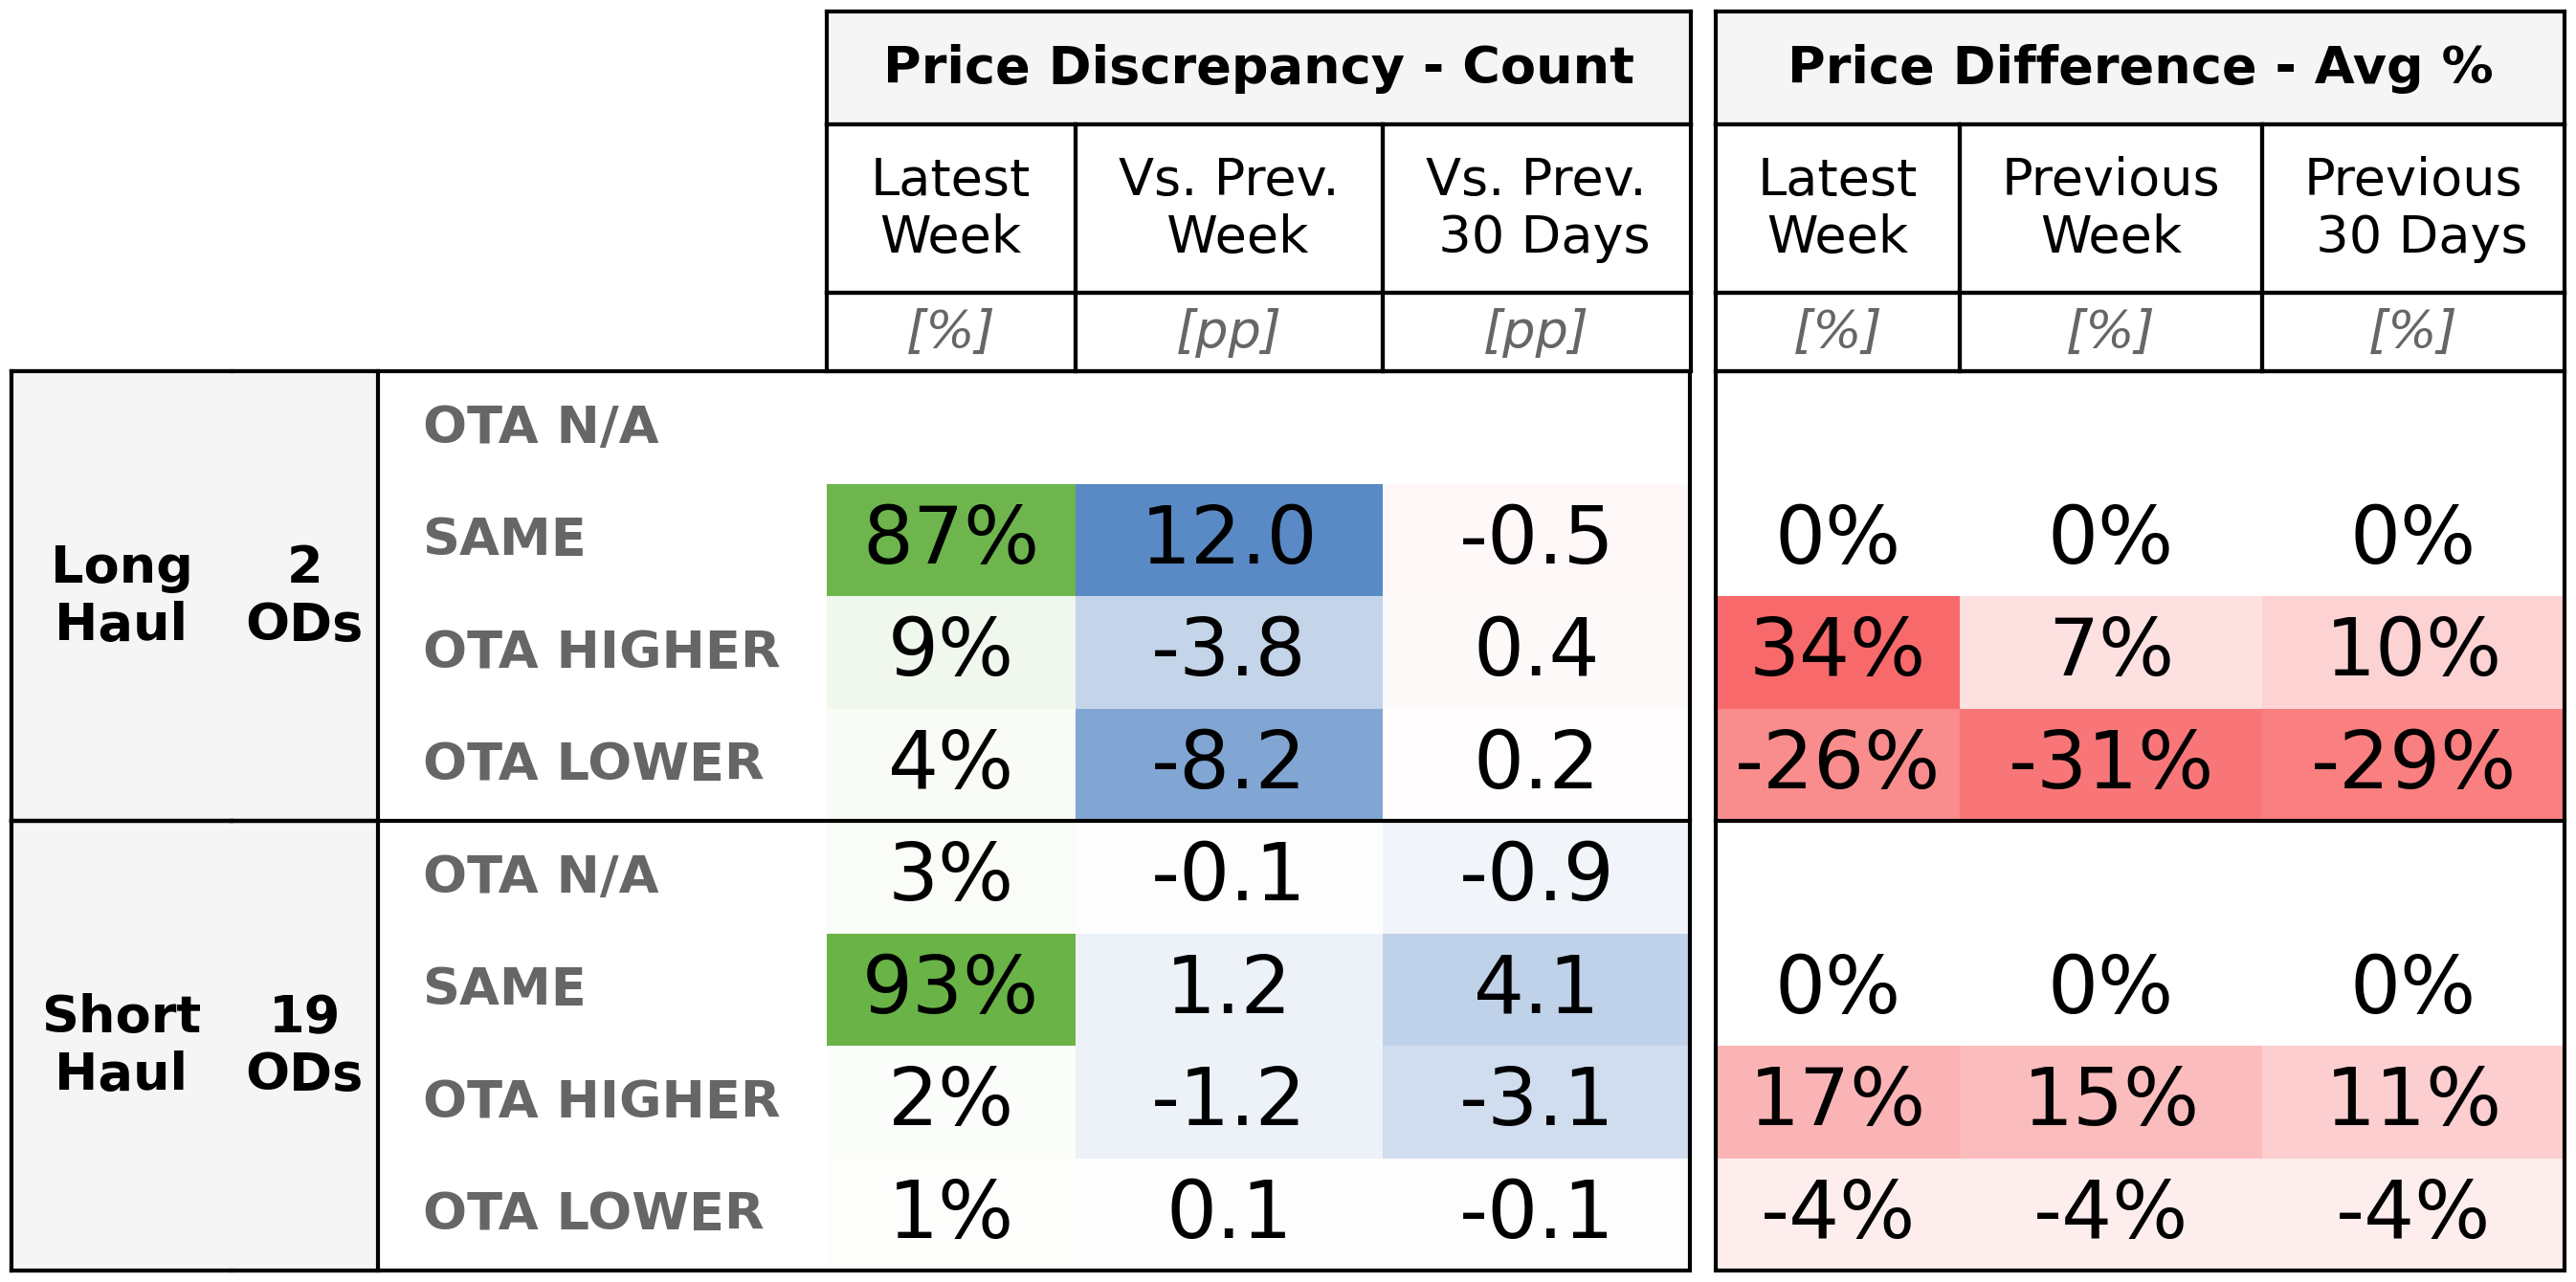 Price Discrepancy - Count Price Difference - Avg %
Latest Week Vs. Prev. Week Vs. Prev. 30 Days Latest Week Previous Week Previous 30 Days
[%] [pp] [pp] [%] [%] [%]
Long Haul 2 ODs
OTA N/A
SAME 87% 12.0 -0.5 0% 0% 0%
OTA HIGHER 9% -3.8 0.4 34% 7% 10%
OTA LOWER 4% -8.2 0.2 -26% -31% -29%
Short Haul 19 ODs
OTA N/A 3% -0.1 -0.9
SAME 93% 1.2 4.1 0% 0% 0%
OTA HIGHER 2% -1.2 -3.1 17% 15% 11%
OTA LOWER 1% 0.1 -0.1 -4% -4% -4%